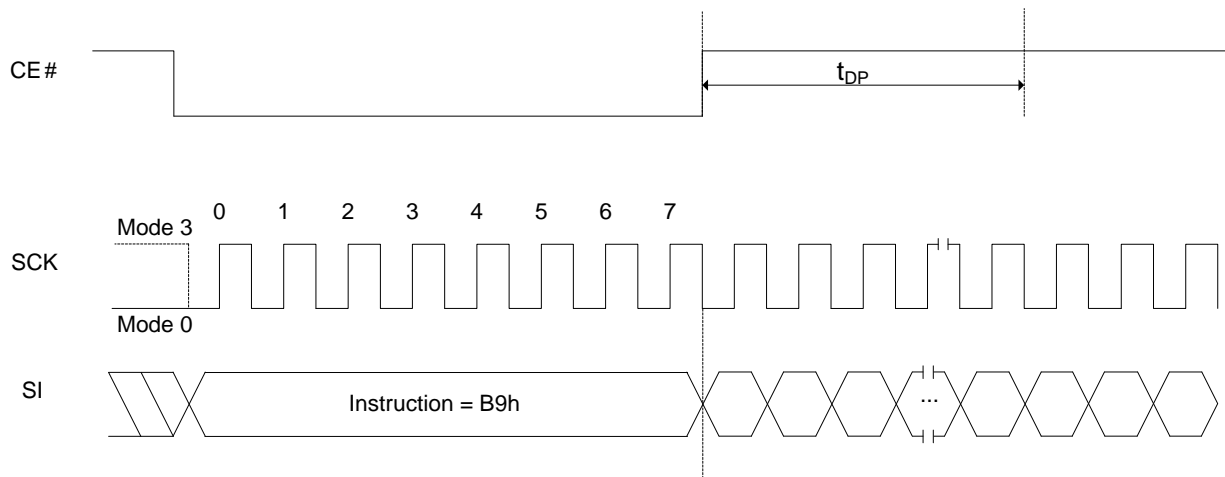 CE#
tDP
0 1 2 3 4 5 6 7
Mode 3
SCK
Mode 0
SI
Instruction = B9h
...